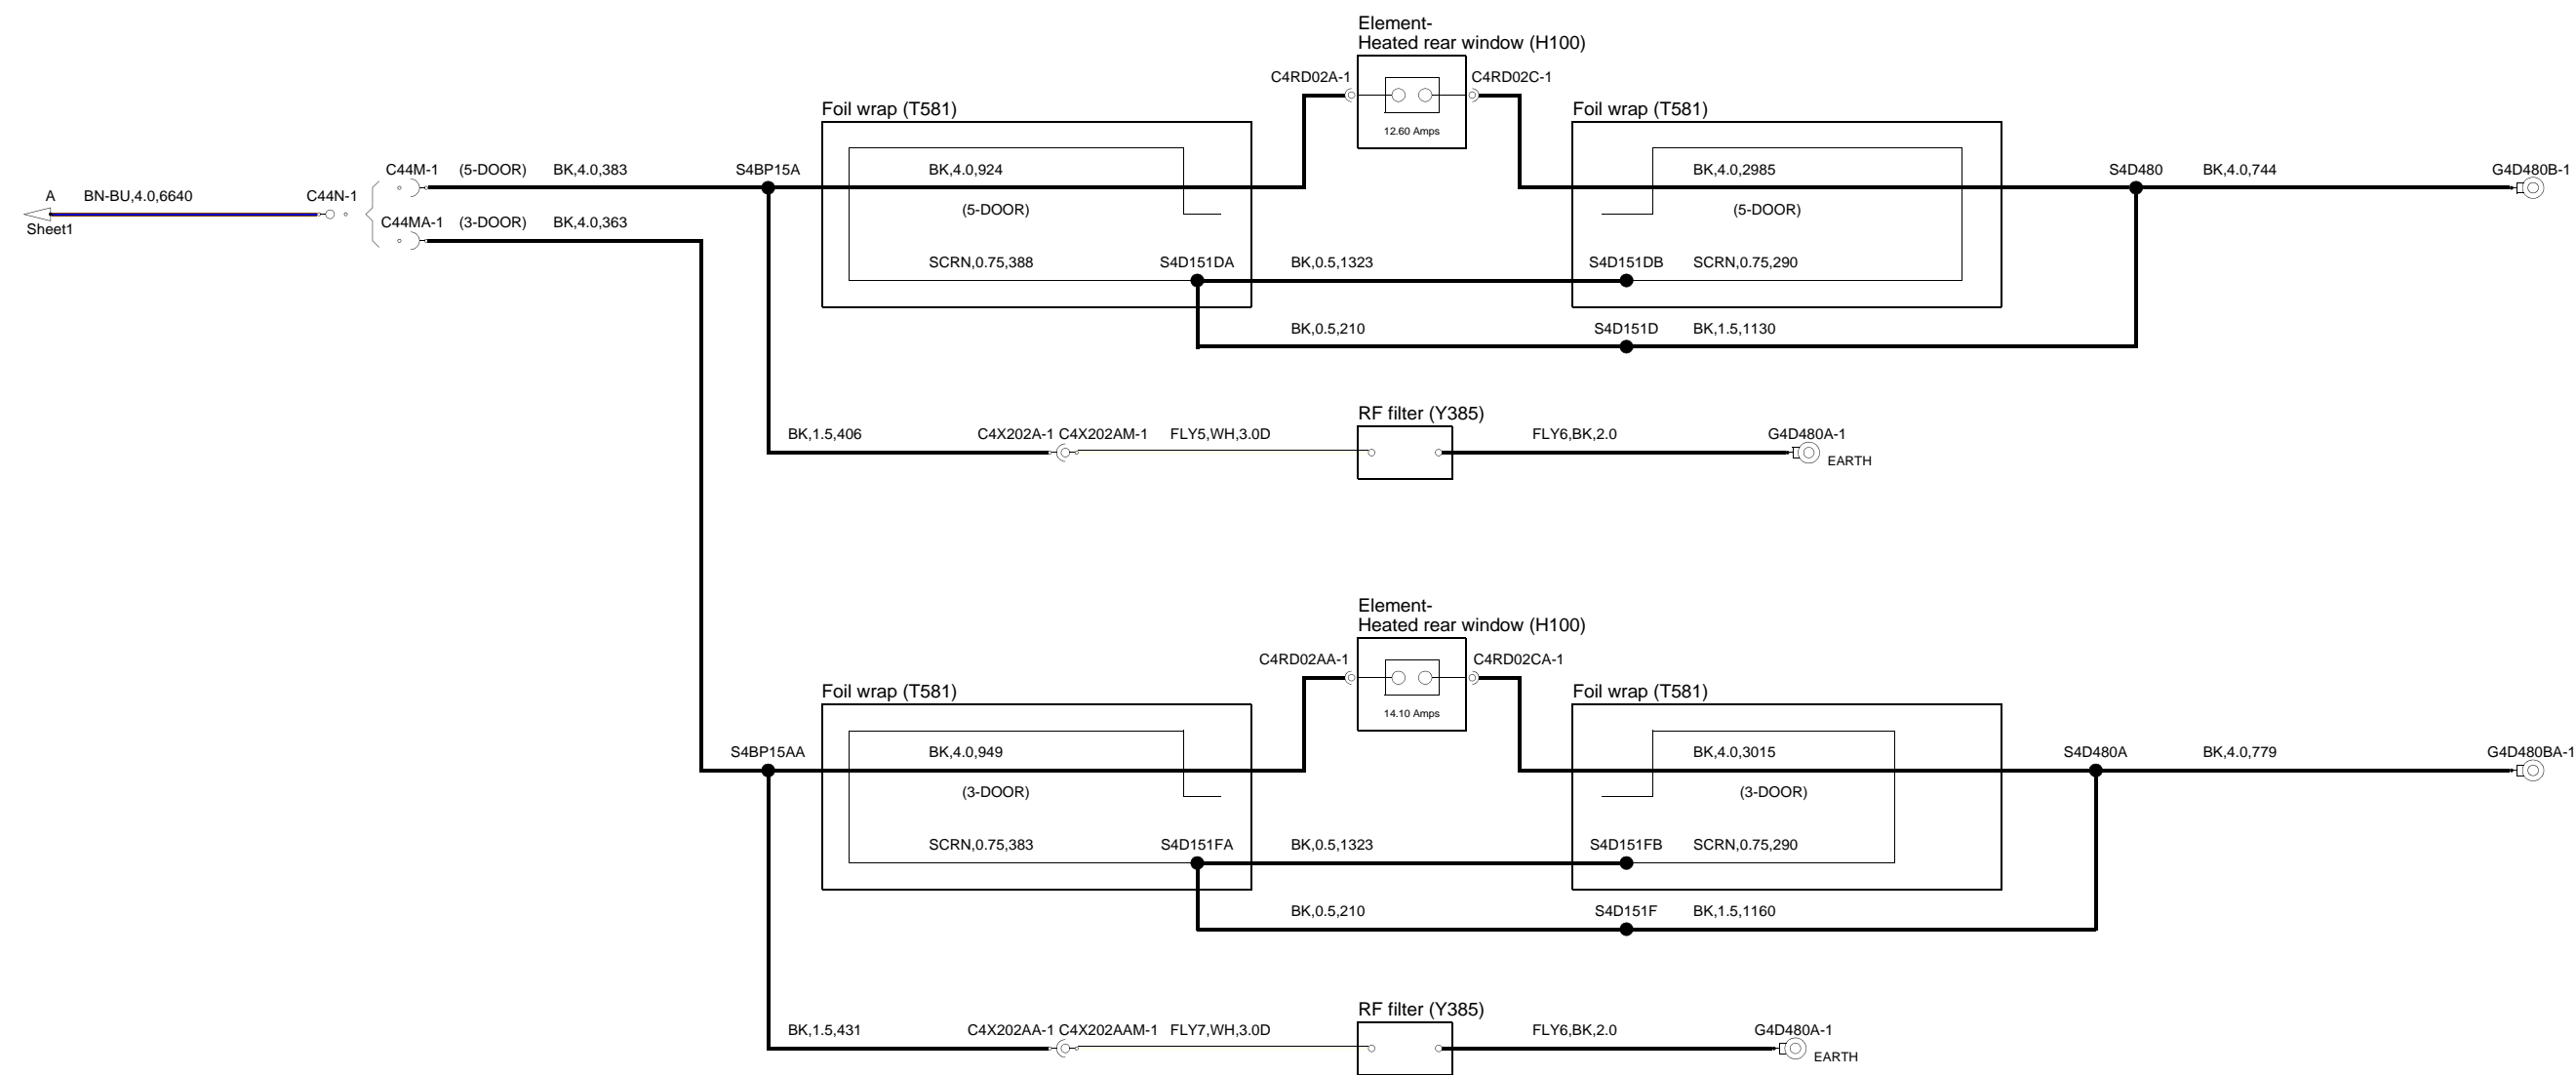 Element-
Heated rear window (H100)
C4RD02A-1
C4RD02C-1
12.60 Amps
Foil wrap (T581)
Foil wrap (T581)
C44M-1 (5-DOOR) BK,4.0,383
S4BP15A
BK,4.0,924
(5-DOOR)
BK,4.0,2985
(5-DOOR)
S4D480
BK,4.0,744
G4D480B-1
A
BN-BU,4.0,6640
C44N-1
Sheet1
C44MA-1 (3-DOOR) BK,4.0,363
SCRN,0.75,388
S4D151DA
BK,0.5,1323
S4D151DB
SCRN,0.75,290
BK,0.5,210
S4D151D
BK,1.5,1130
RF filter (Y385)
BK,1.5,406
C4X202A-1 C4X202AM-1
FLY5,WH,3.0D
FLY6,BK,2.0
G4D480A-1
EARTH
Element-
Heated rear window (H100)
C4RD02AA-1
C4RD02CA-1
14.10 Amps
Foil wrap (T581)
Foil wrap (T581)
S4BP15AA
BK,4.0,949
(3-DOOR)
BK,4.0,3015
(3-DOOR)
S4D480A
BK,4.0,779
G4D480BA-1
SCRN,0.75,383
S4D151FA
BK,0.5,1323
S4D151FB
SCRN,0.75,290
BK,0.5,210
S4D151F
BK,1.5,1160
RF filter (Y385)
BK,1.5,431
C4X202AA-1 C4X202AAM-1
FLY7,WH,3.0D
FLY6,BK,2.0
G4D480A-1
EARTH